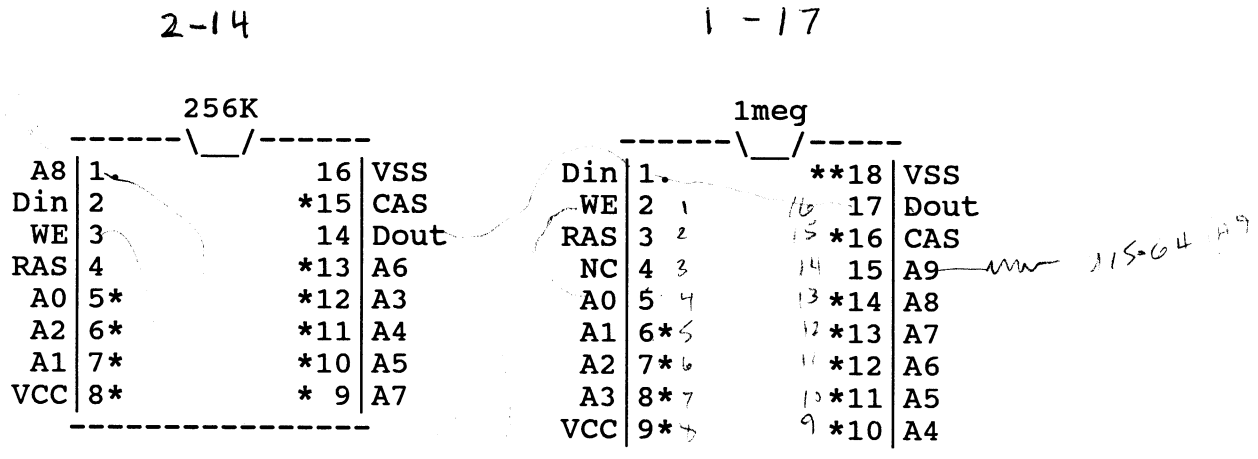 2-14 1-17
256K 1meg
------\__/------ ------\__/-----
A8 1. 16 VSS Din 1. **18 VSS
Din 2 *15 CAS WE 2 1 16 17 Dout
WE 3 14 Dout RAS 3 2 15 *16 CAS
RAS 4 *13 A6 NC 4 3 14 15 A9
A0 5* *12 A3 A0 5 4 13 *14 A8
A2 6* *11 A4 A1 6* 5 12 *13 A7
A1 7* *10 A5 A2 7* 6 11 *12 A6
VCC 8* * 9 A7 A3 8* 7 10 *11 A5
---------------- VCC 9* 8 9 *10 A4